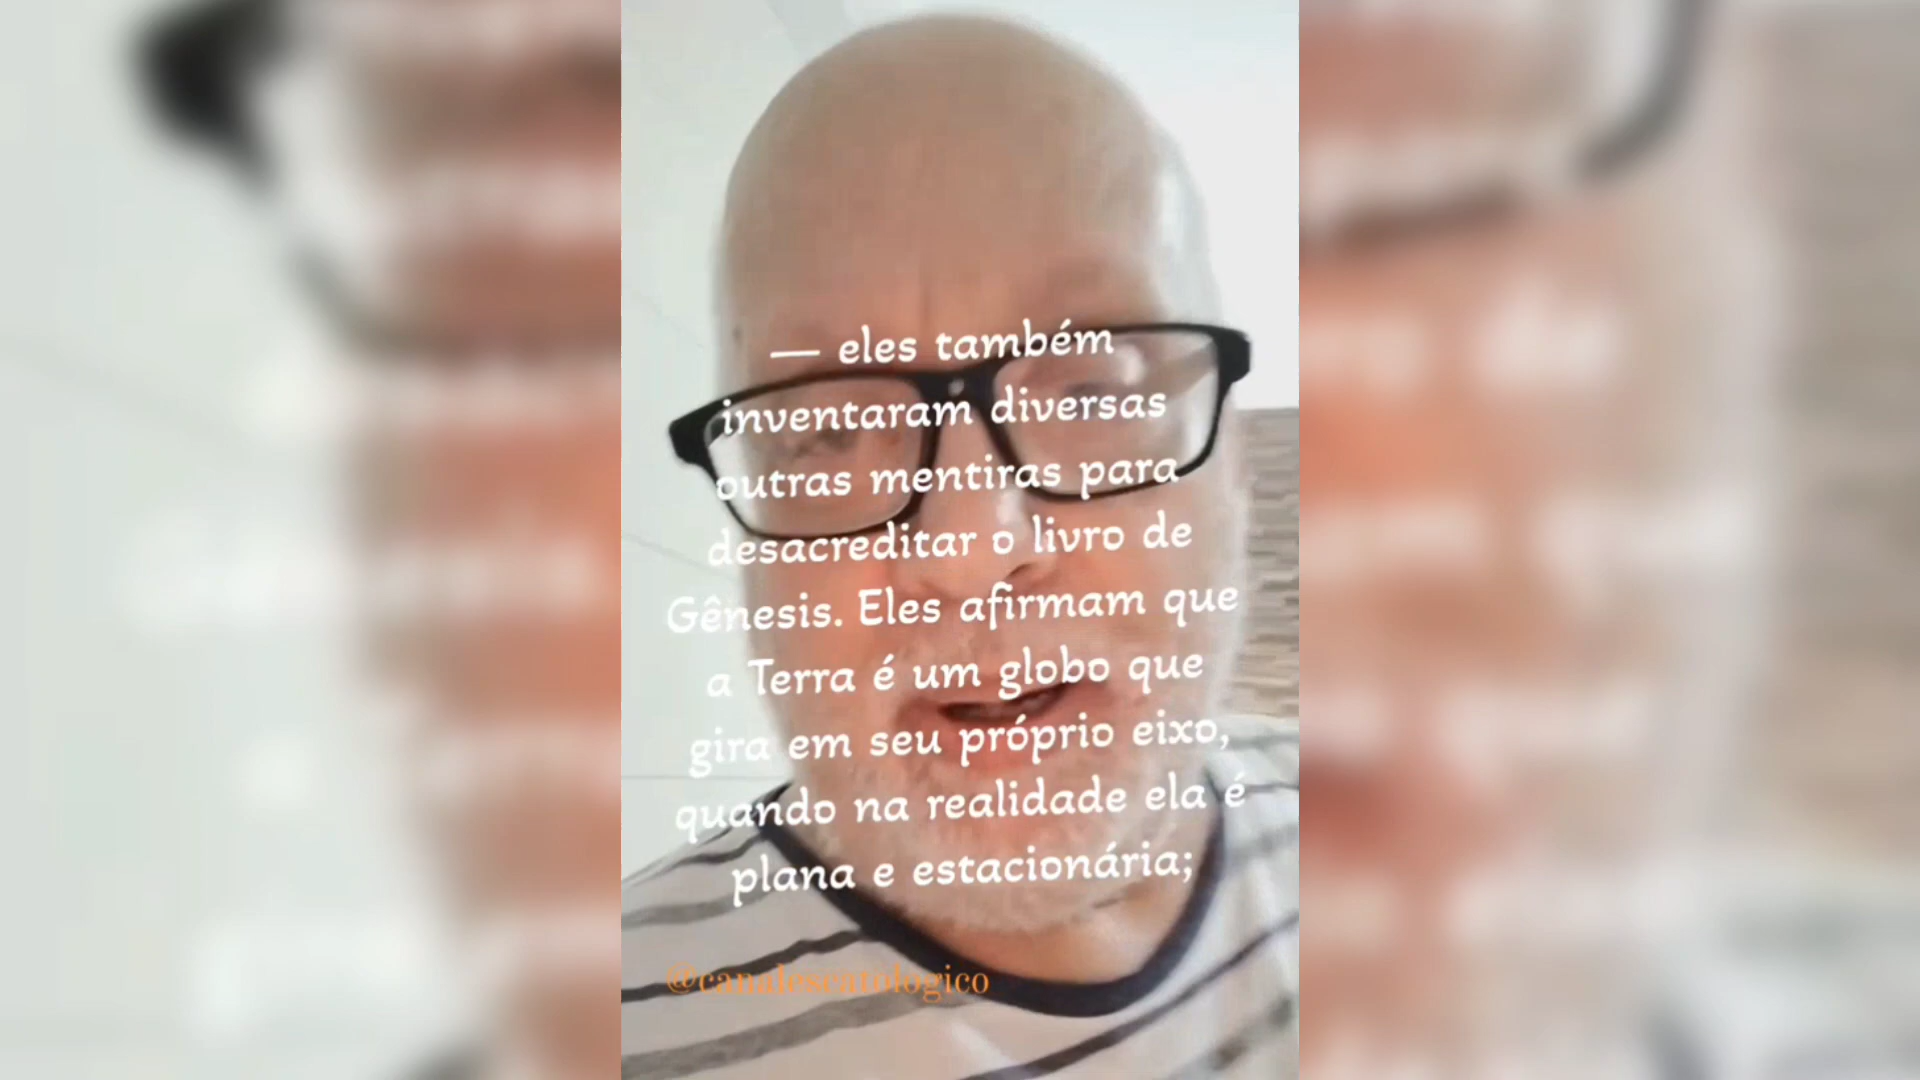 — eles também
inventaram diversas
outras mentiras para
desacreditar o livro de
Gênesis. Eles afirmam que
a Terra é um globo que
gira em seu próprio eixo,
quando na realidade ela é
plana e estacionária;
@canalescatologico